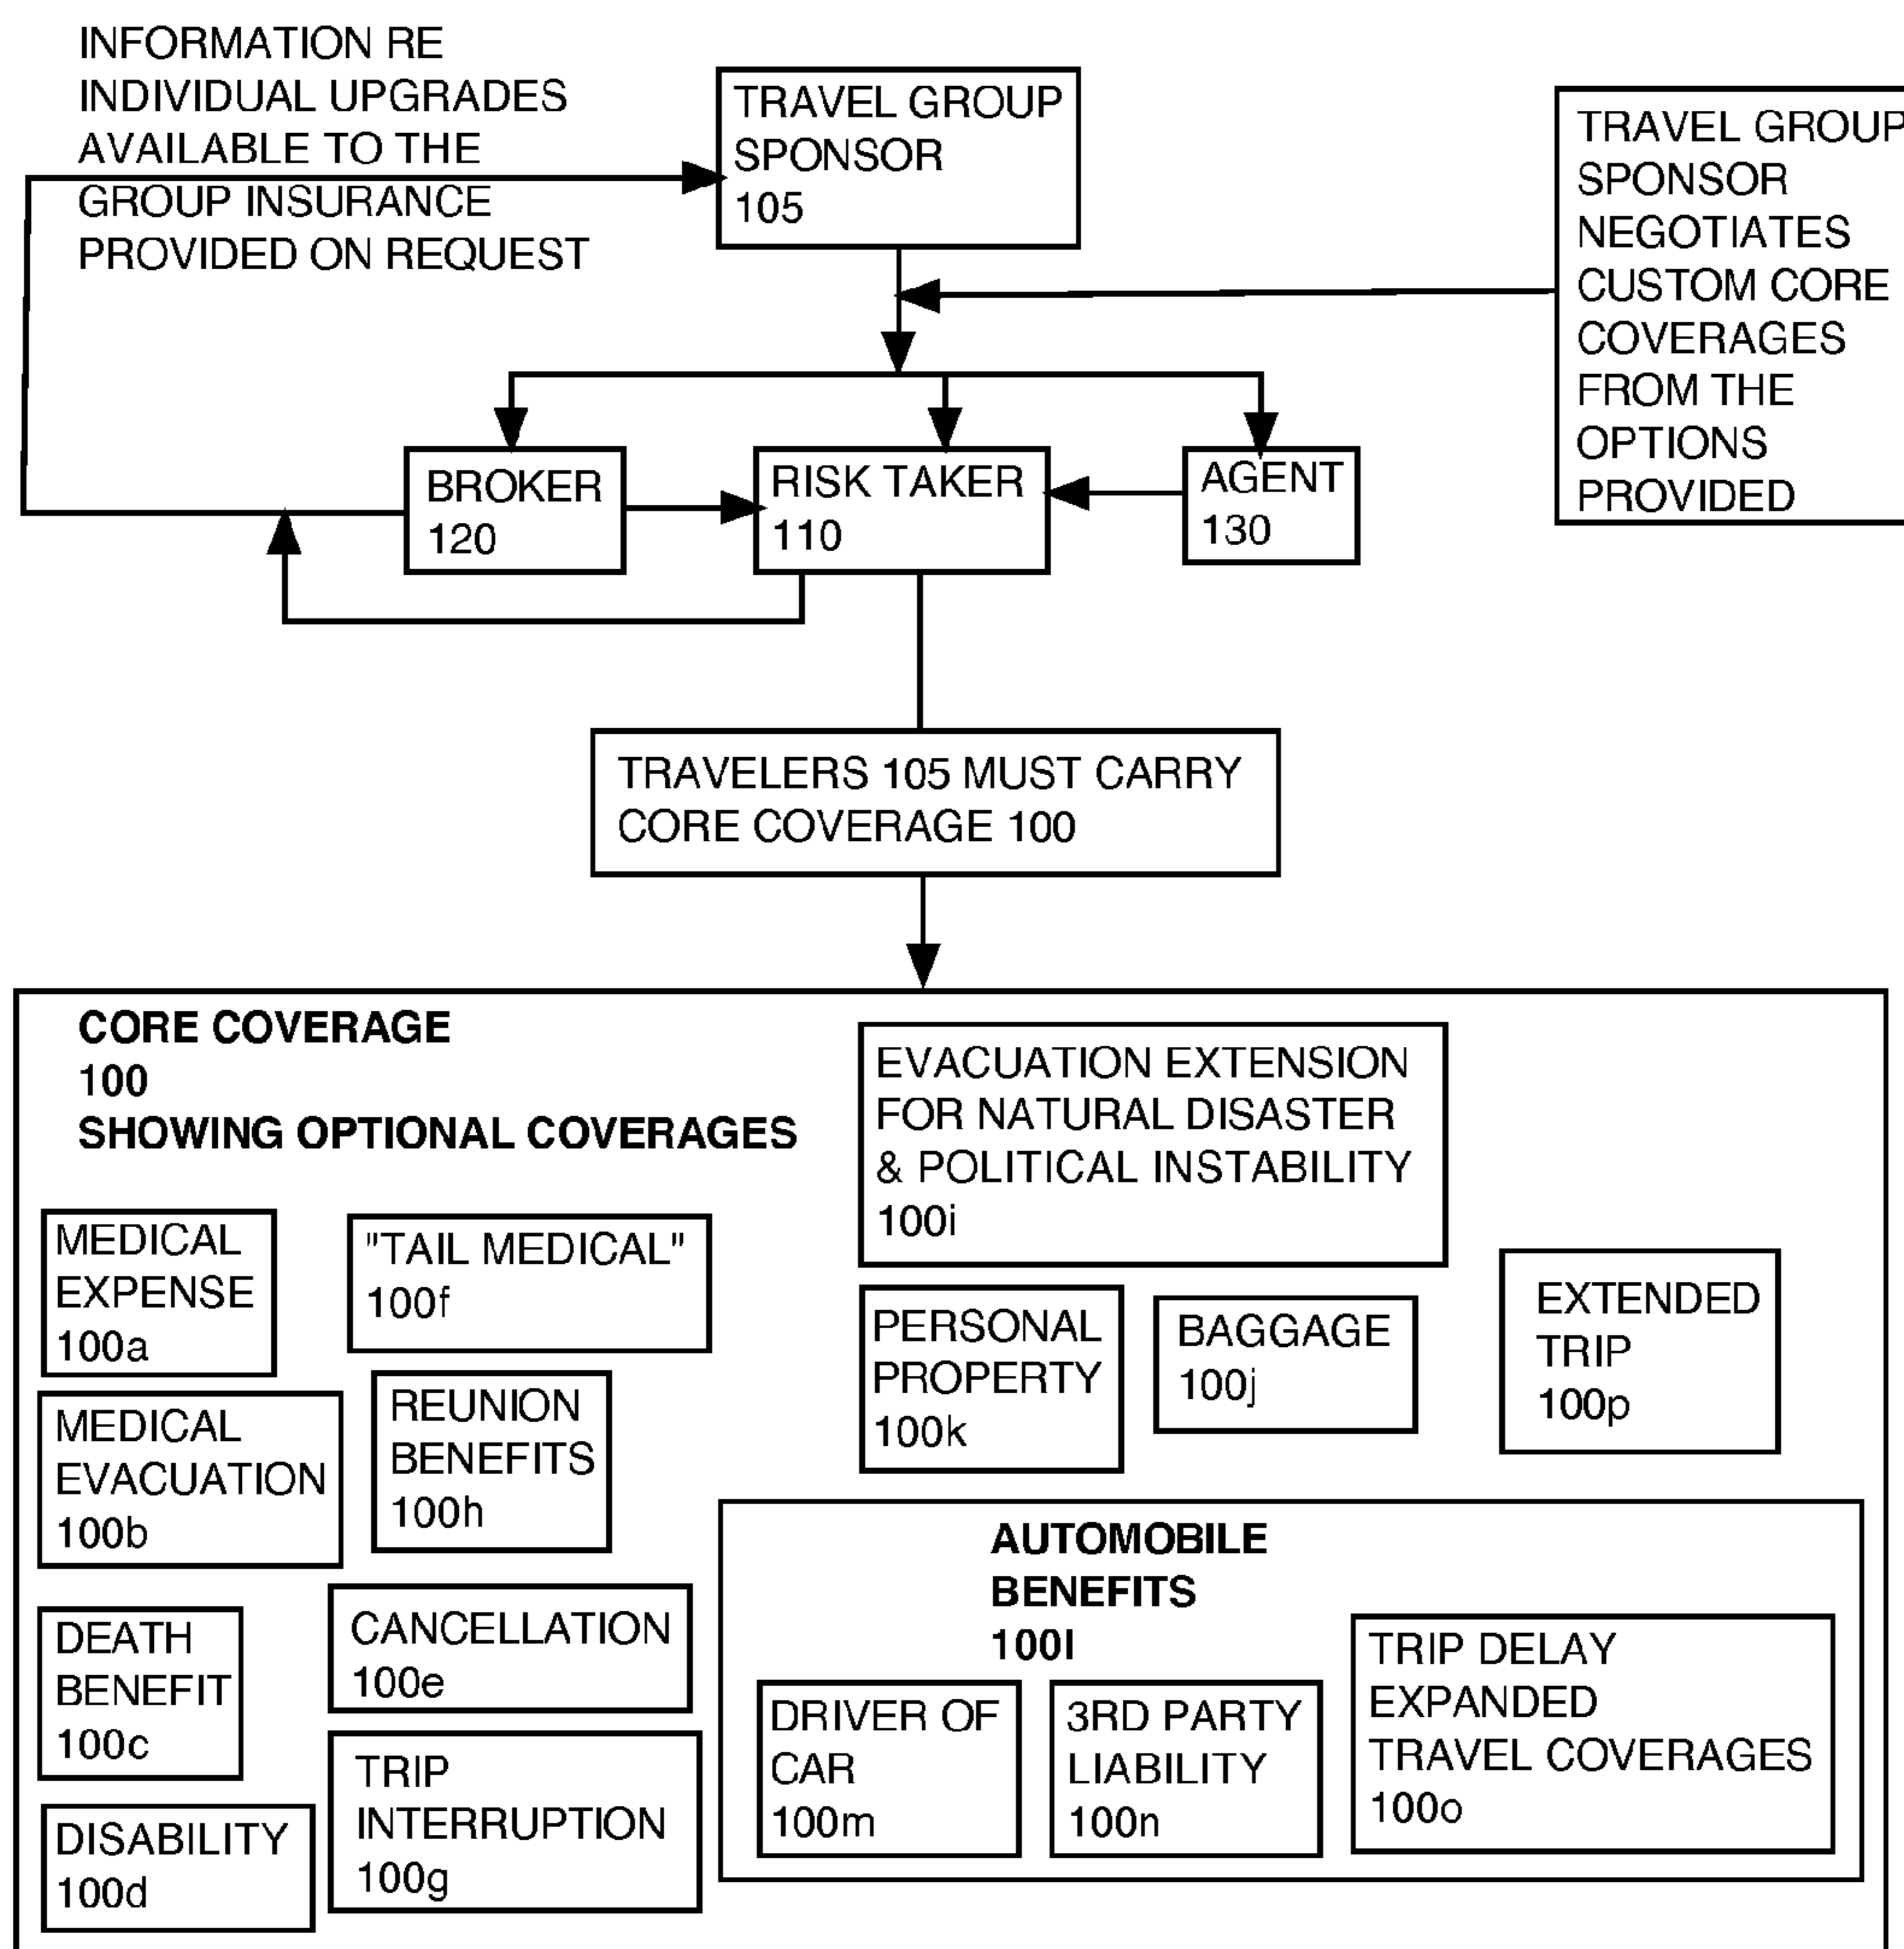 INFORMATION RE
INDIVIDUAL UPGRADES
AVAILABLE TO THE
GROUP INSURANCE
PROVIDED ON REQUEST
TRAVEL GROUP
SPONSOR
105
TRAVEL GROUP
SPONSOR
NEGOTIATES
CUSTOM CORE
COVERAGES
FROM THE
OPTIONS
PROVIDED
BROKER
120
RISK TAKER
110
AGENT
130
TRAVELERS 105 MUST CARRY
CORE COVERAGE 100
CORE COVERAGE
100
SHOWING OPTIONAL COVERAGES
EVACUATION EXTENSION
FOR NATURAL DISASTER
& POLITICAL INSTABILITY
100i
MEDICAL
EXPENSE
100a
"TAIL MEDICAL"
100f
PERSONAL
PROPERTY
100k
BAGGAGE
100j
EXTENDED
TRIP
100p
MEDICAL
EVACUATION
100b
REUNION
BENEFITS
100h
AUTOMOBILE
BENEFITS
100l
DEATH
BENEFIT
100c
CANCELLATION
100e
DRIVER OF
CAR
100m
3RD PARTY
LIABILITY
100n
TRIP DELAY
EXPANDED
TRAVEL COVERAGES
100o
DISABILITY
100d
TRIP
INTERRUPTION
100g